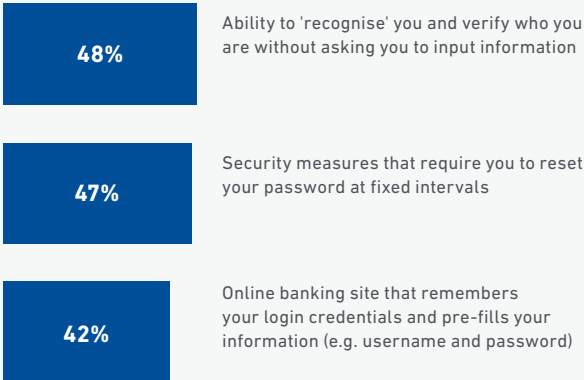 48%
Ability to 'recognise' you and verify who you
are without asking you to input information
47%
Security measures that require you to reset
your password at fixed intervals
42%
Online banking site that remembers
your login credentials and pre-fills your
information (e.g. username and password)